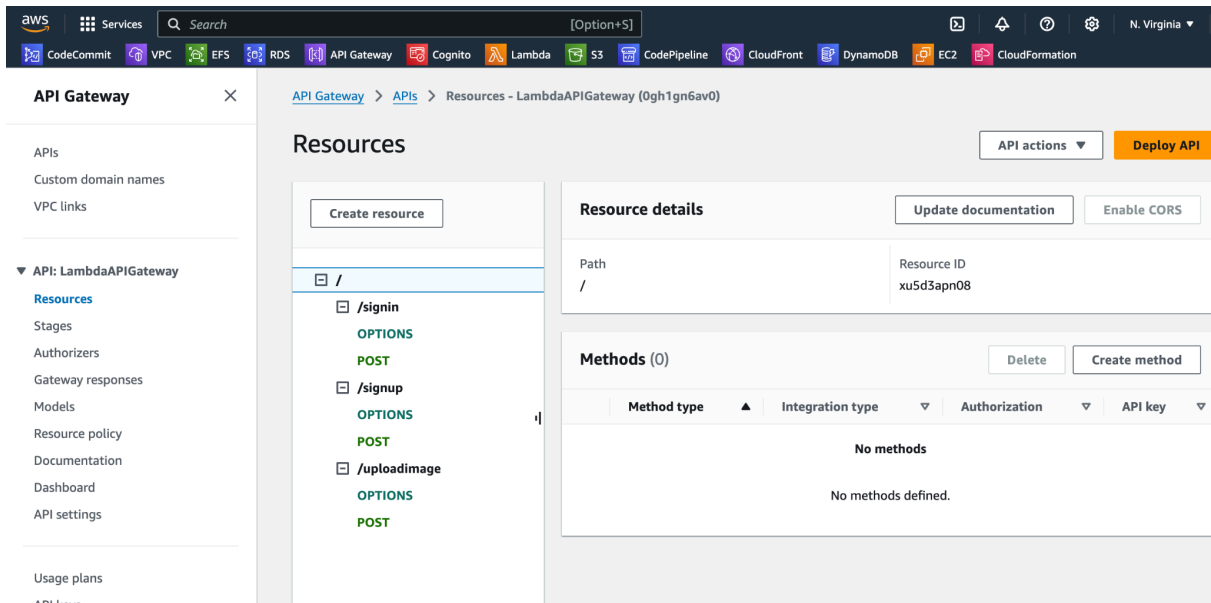 aws Services Search [Option+S] N. Virginia
CodeCommit VPC EFS RDS API Gateway Cognito Lambda S3 CodePipeline CloudFront DynamoDB EC2 CloudFormation
API Gateway
APIs
Custom domain names
VPC links
API: LambdaAPIGateway
Resources
Stages
Authorizers
Gateway responses
Models
Resource policy
Documentation
Dashboard
API settings
Usage plans
API Gateway > APIs > Resources - LambdaAPIGateway (0gh1gn6av0)
Resources
API actions Deploy API
Create resource
/
/signin
OPTIONS
POST
/signup
OPTIONS
POST
/uploadimage
OPTIONS
POST
Resource details Update documentation Enable CORS
Path Resource ID
/ xu5d3apn08
Methods (0) Delete Create method
Method type Integration type Authorization API key
No methods
No methods defined.